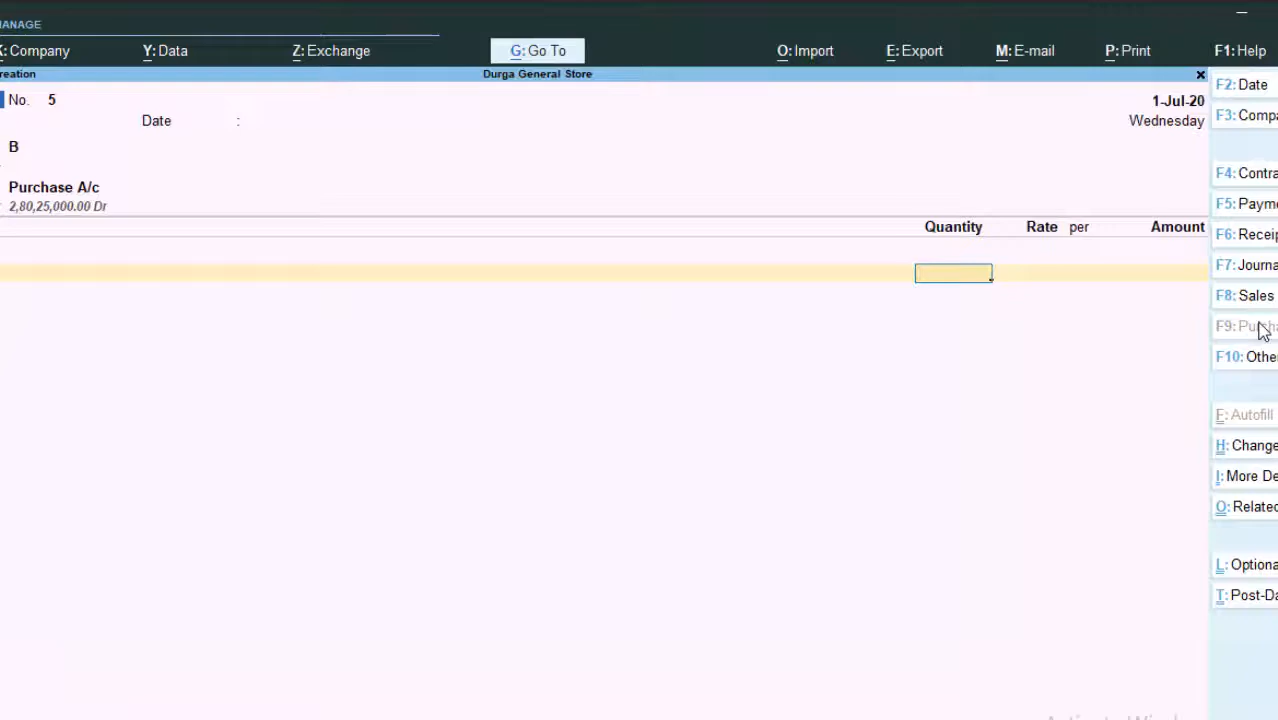 MANAGE
K: Company Y: Data Z: Exchange G: Go To O: Import E: Export M: E-mail P: Print F1: Help
reation Durga General Store
No. 5 1-Jul-20
Date : Wednesday
B
Purchase A/c
2,80,25,000.00 Dr
Quantity Rate per Amount
F2: Date
F3: Compa
F4: Contra
F5: Payme
F6: Receip
F7: Journa
F8: Sales
F9: Purcha
F10: Other
F: Autofill
H: Change
I: More De
O: Related
L: Optiona
T: Post-Da